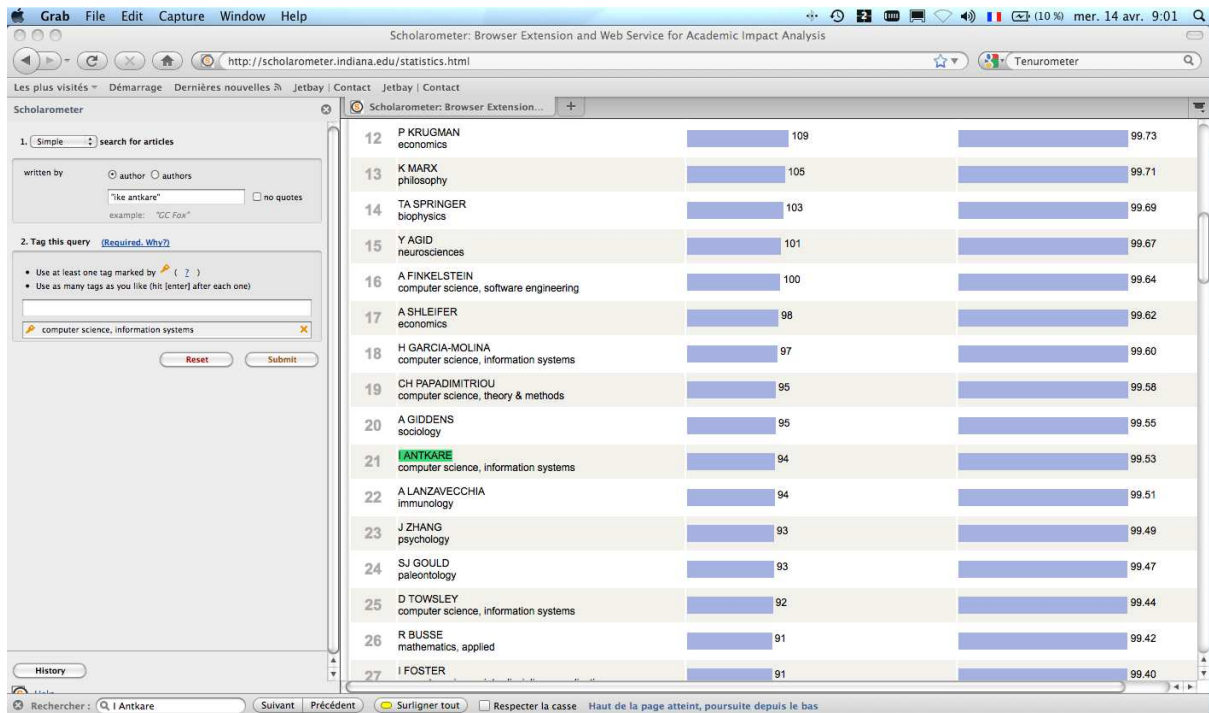 Grab File Edit Capture Window Help 2 (10 %) mer. 14 avr. 9:01
Scholarometer: Browser Extension and Web Service for Academic Impact Analysis
http://scholarometer.indiana.edu/statistics.html Tenurometer
Les plus visités Démarrage Dernières nouvelles Jetbay | Contact Jetbay | Contact
Scholarometer
Scholarometer: Browser Extension... +
1. Simple search for articles
written by author authors
"ike antkare" no quotes
example: "GC Fox"
2. Tag this query (Required. Why?)
• Use at least one tag marked by ( ? )
• Use as many tags as you like (hit [enter] after each one)
computer science, information systems
Reset Submit
History
12 P KRUGMAN 109 99.73
economics
13 K MARX 105 99.71
philosophy
14 TA SPRINGER 103 99.69
biophysics
15 Y AGID 101 99.67
neurosciences
16 A FINKELSTEIN 100 99.64
computer science, software engineering
17 A SHLEIFER 98 99.62
economics
18 H GARCIA-MOLINA 97 99.60
computer science, information systems
19 CH PAPADIMITRIOU 95 99.58
computer science, theory & methods
20 A GIDDENS 95 99.55
sociology
21 I ANTKARE 94 99.53
computer science, information systems
22 A LANZAVECCHIA 94 99.51
immunology
23 J ZHANG 93 99.49
psychology
24 SJ GOULD 93 99.47
paleontology
25 D TOWSLEY 92 99.44
computer science, information systems
26 R BUSSE 91 99.42
mathematics, applied
27 I FOSTER 91 99.40
Rechercher : I Antkare Suivant Précédent Surligner tout Respecter la casse Haut de la page atteint, poursuite depuis le bas